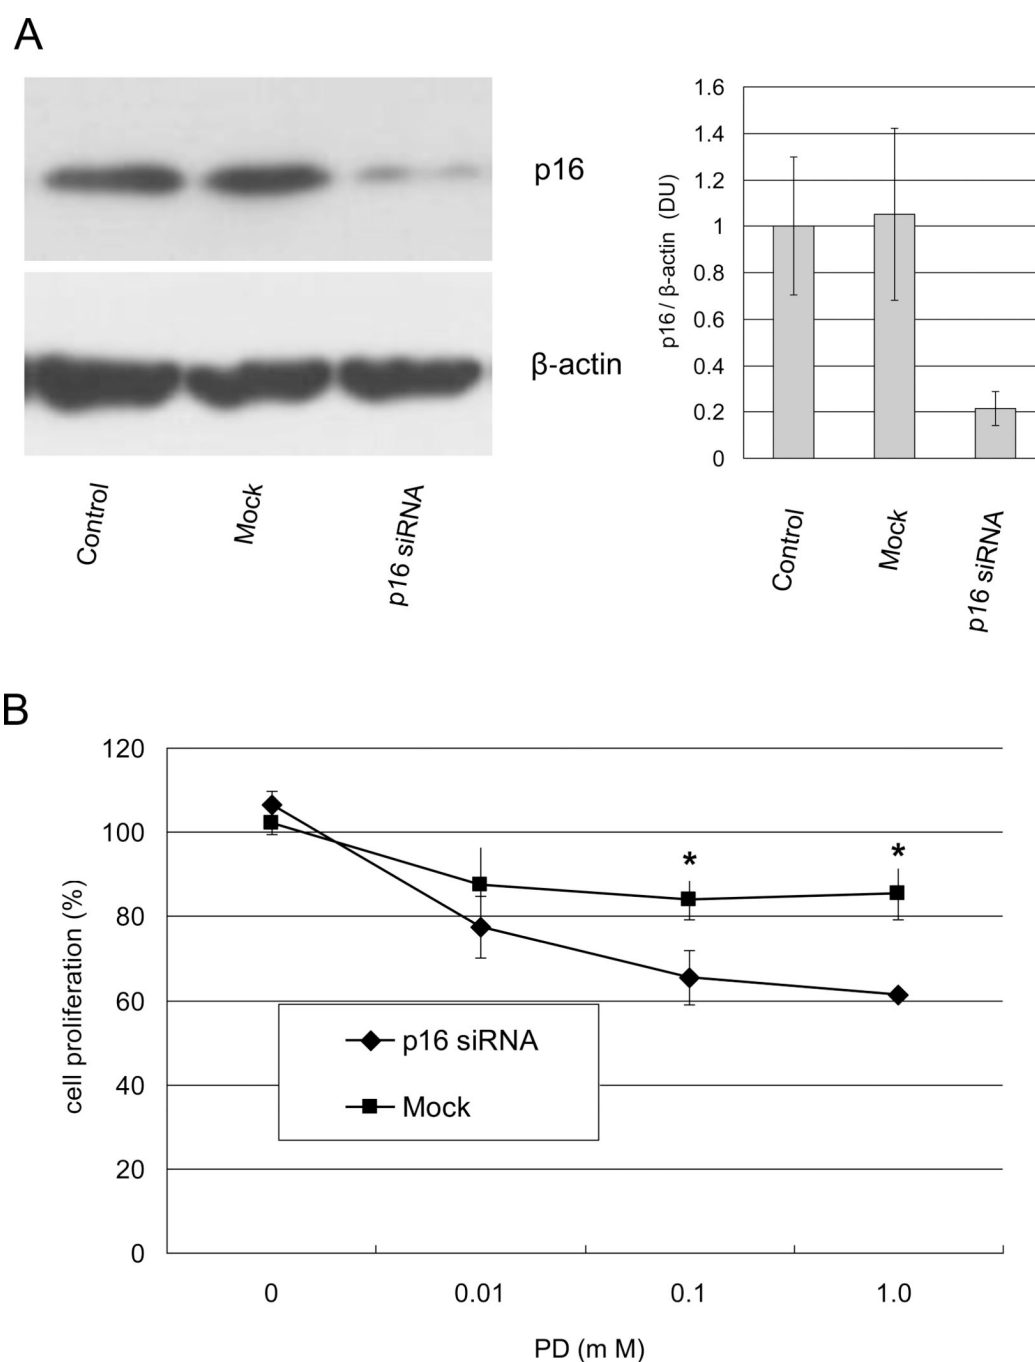 A
p16
β-actin
Control
Mock
p16 siRNA
p16 / β-actin (DU)
1.6
1.4
1.2
1
0.8
0.6
0.4
0.2
0
Control
Mock
p16 siRNA
B
cell proliferation (%)
120
100
80
60
40
20
0
*
*
p16 siRNA
Mock
0
0.01
0.1
1.0
PD (m M)